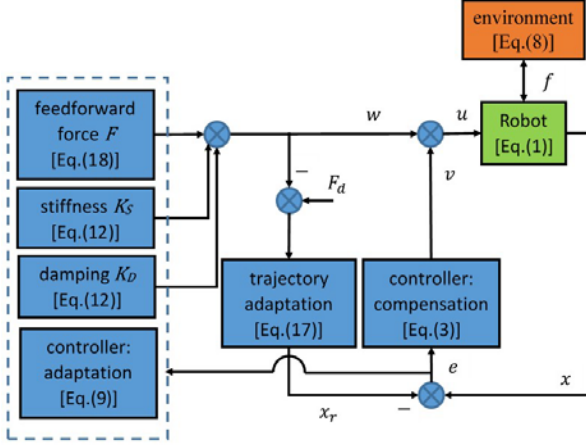 environment
[Eq.(8)]
f
feedforward
force F
[Eq.(18)]
w
u
Robot
[Eq.(1)]
−
F_d
v
stiffness K_S
[Eq.(12)]
damping K_D
[Eq.(12)]
trajectory
adaptation
[Eq.(17)]
controller:
compensation
[Eq.(3)]
controller:
adaptation
[Eq.(9)]
e
x_r
−
x